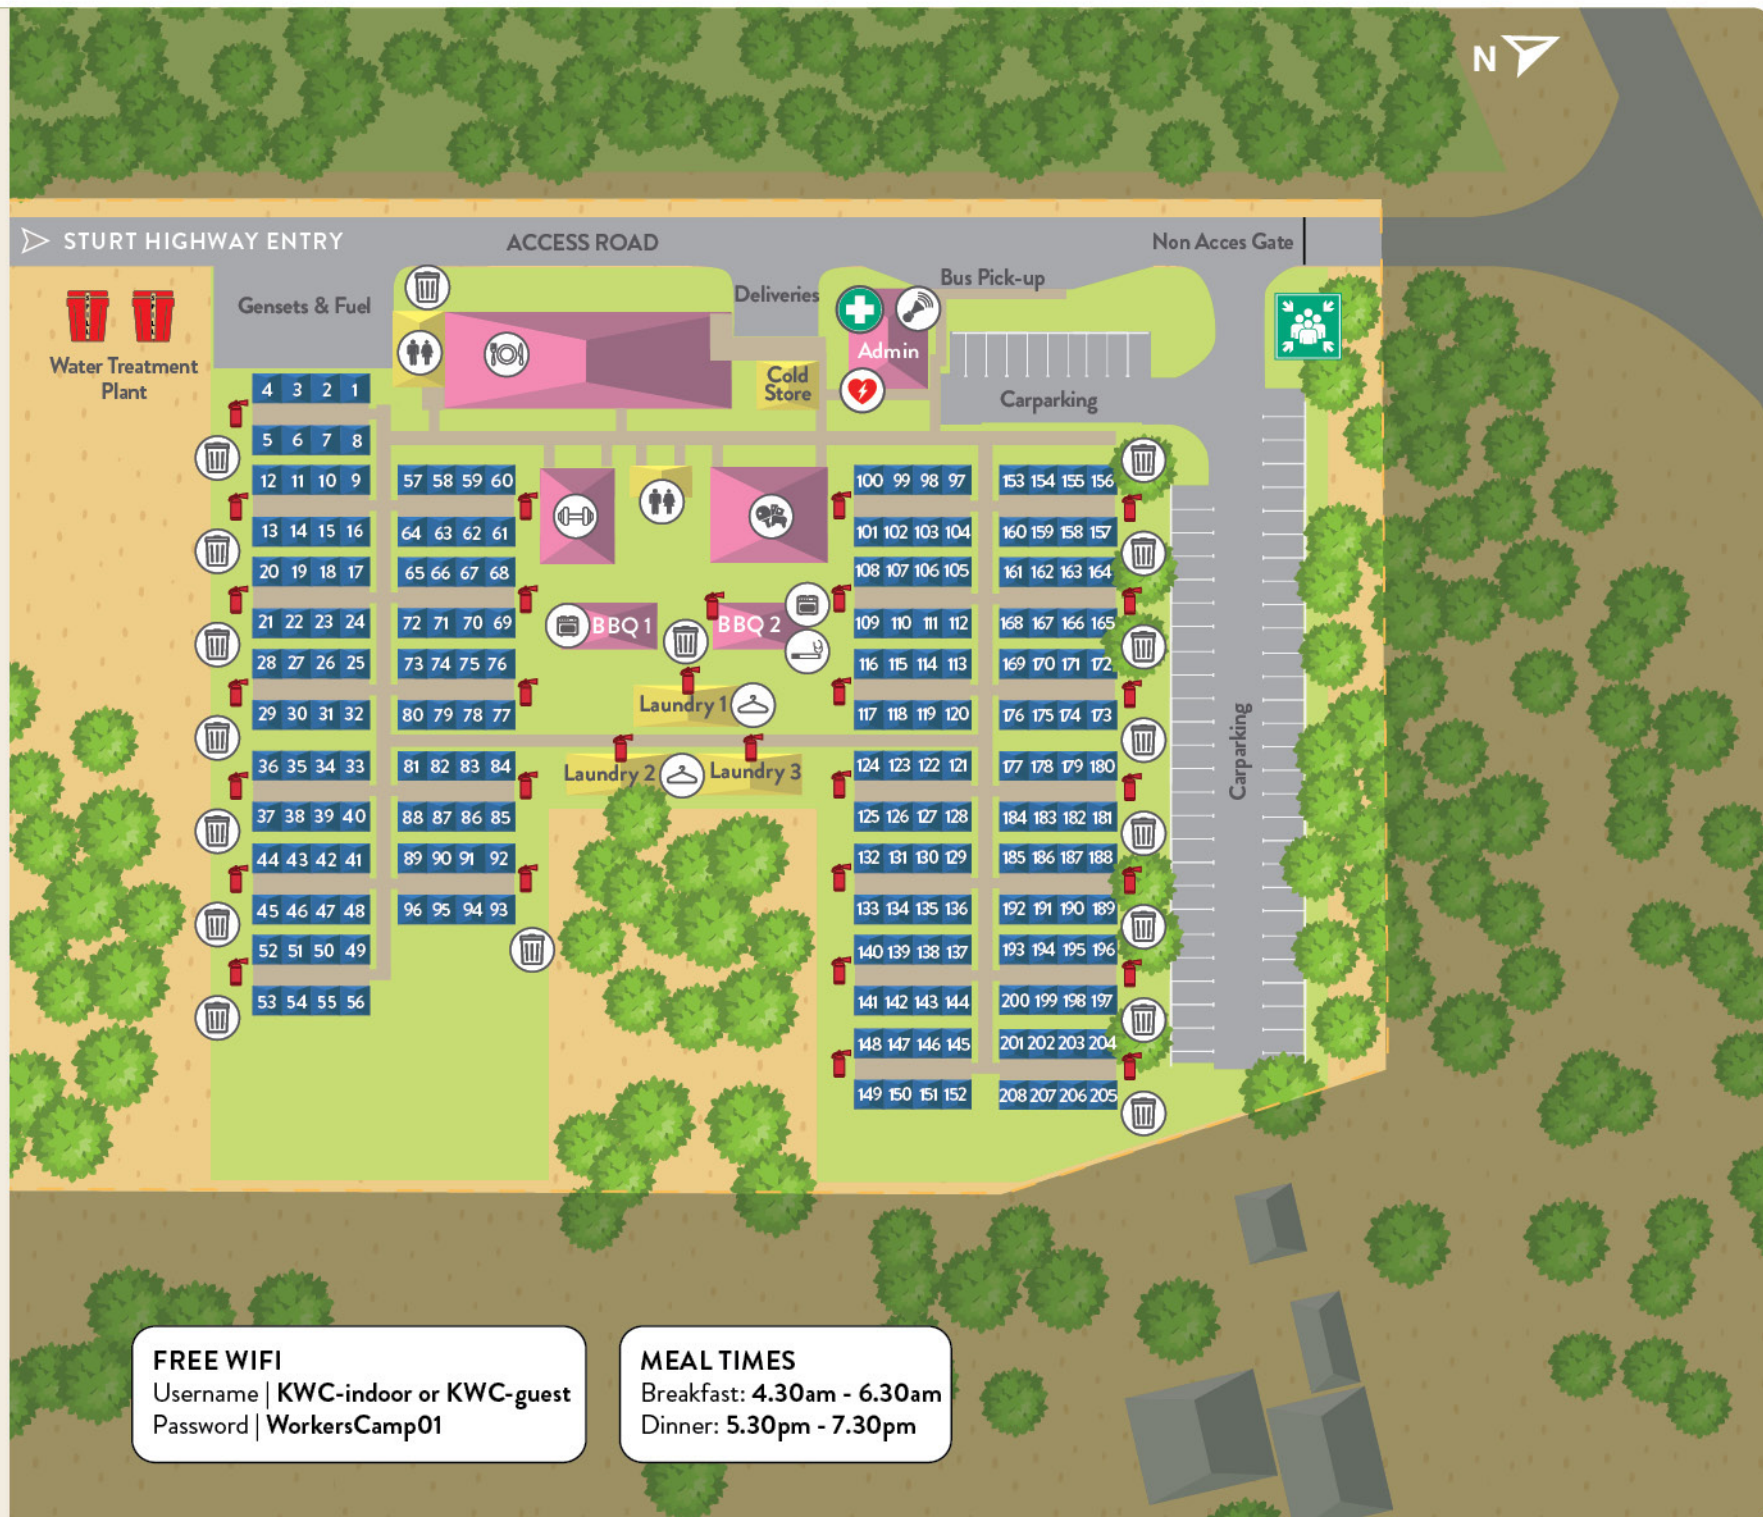 N
STURT HIGHWAY ENTRY
ACCESS ROAD
Non Acces Gate
Gensets & Fuel
Deliveries
Bus Pick-up
Water Treatment
Plant
Admin
Cold
Store
Carparking
4 3 2 1
5 6 7 8
12 11 10 9
13 14 15 16
20 19 18 17
21 22 23 24
28 27 26 25
29 30 31 32
36 35 34 33
37 38 39 40
44 43 42 41
45 46 47 48
52 51 50 49
53 54 55 56
57 58 59 60
64 63 62 61
65 66 67 68
72 71 70 69
73 74 75 76
80 79 78 77
81 82 83 84
88 87 86 85
89 90 91 92
96 95 94 93
BBQ 1
BBQ 2
Laundry 1
Laundry 2
Laundry 3
100 99 98 97
101 102 103 104
108 107 106 105
109 110 111 112
116 115 114 113
117 118 119 120
124 123 122 121
125 126 127 128
132 131 130 129
133 134 135 136
140 139 138 137
141 142 143 144
148 147 146 145
149 150 151 152
153 154 155 156
160 159 158 157
161 162 163 164
168 167 166 165
169 170 171 172
176 175 174 173
177 178 179 180
184 183 182 181
185 186 187 188
192 191 190 189
193 194 195 196
200 199 198 197
201 202 203 204
208 207 206 205
Carparking
FREE WIFI
Username | KWC-indoor or KWC-guest
Password | WorkersCamp01
MEAL TIMES
Breakfast: 4.30am - 6.30am
Dinner: 5.30pm - 7.30pm